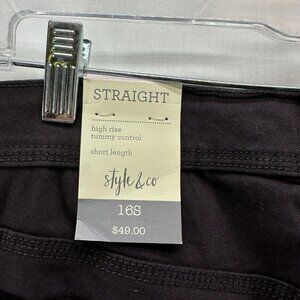 STRAIGHT
high rise
tummy control
short length
style & co
16S
$49.00